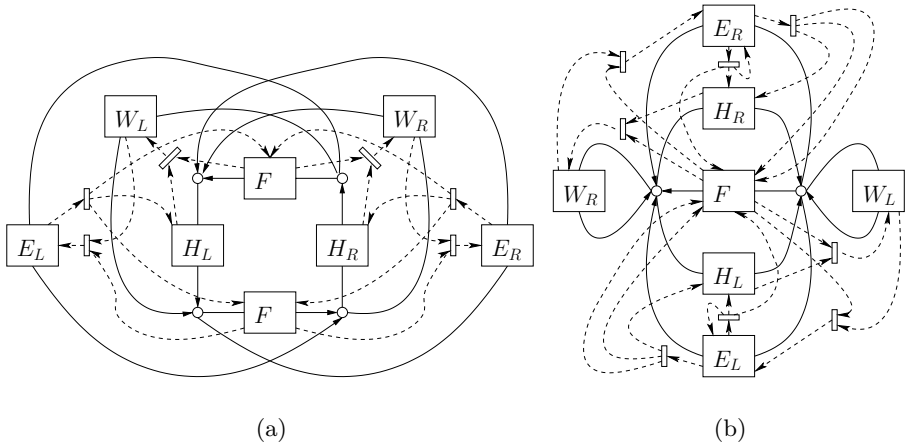 E_R
W_L W_R
H_R
F
W_R F W_L
E_L H_L H_R E_R
H_L
F
E_L
(a) (b)